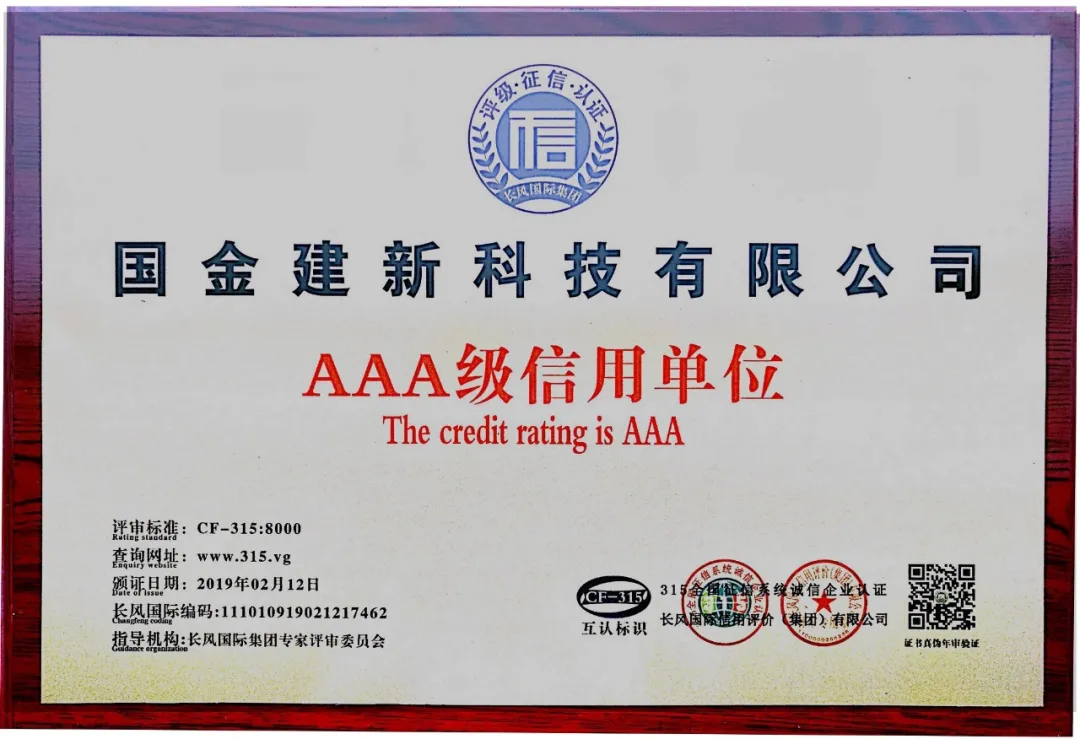 评级·征信·认证
信
长风国际集团
国金建新科技有限公司
AAA级信用单位
The credit rating is AAA
评审标准：CF-315:8000
Rating standard
查询网址：www.315.vg
Enquiry website
颁证日期：2019年02月12日
Date of issue
长风国际编码:111010919021217462
Changfeng coding
指导机构:长风国际集团专家评审委员会
Guidance organization
CF-315
互认标识
315全国征信系统诚信企业认证
长风国际信用评价（集团）有限公司
证书真伪年审验证